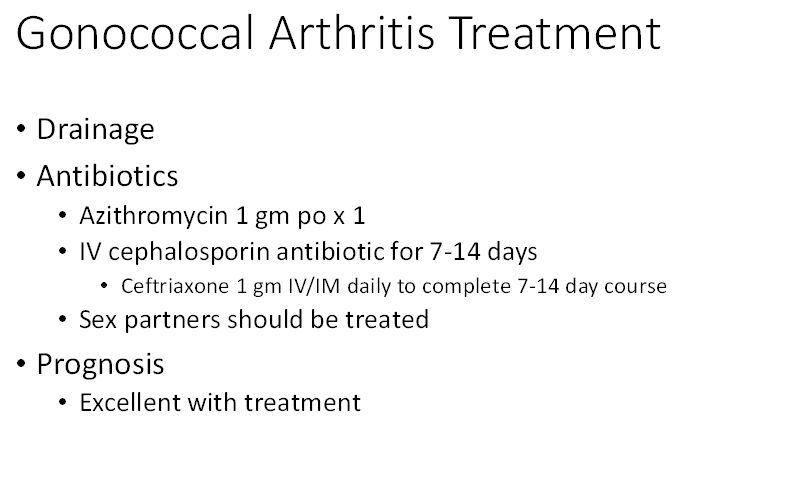 Gonococcal Arthritis Treatment
• Drainage
• Antibiotics
• Azithromycin 1 gm po x 1
• IV cephalosporin antibiotic for 7-14 days
• Ceftriaxone 1 gm IV/IM daily to complete 7-14 day course
• Sex partners should be treated
• Prognosis
• Excellent with treatment